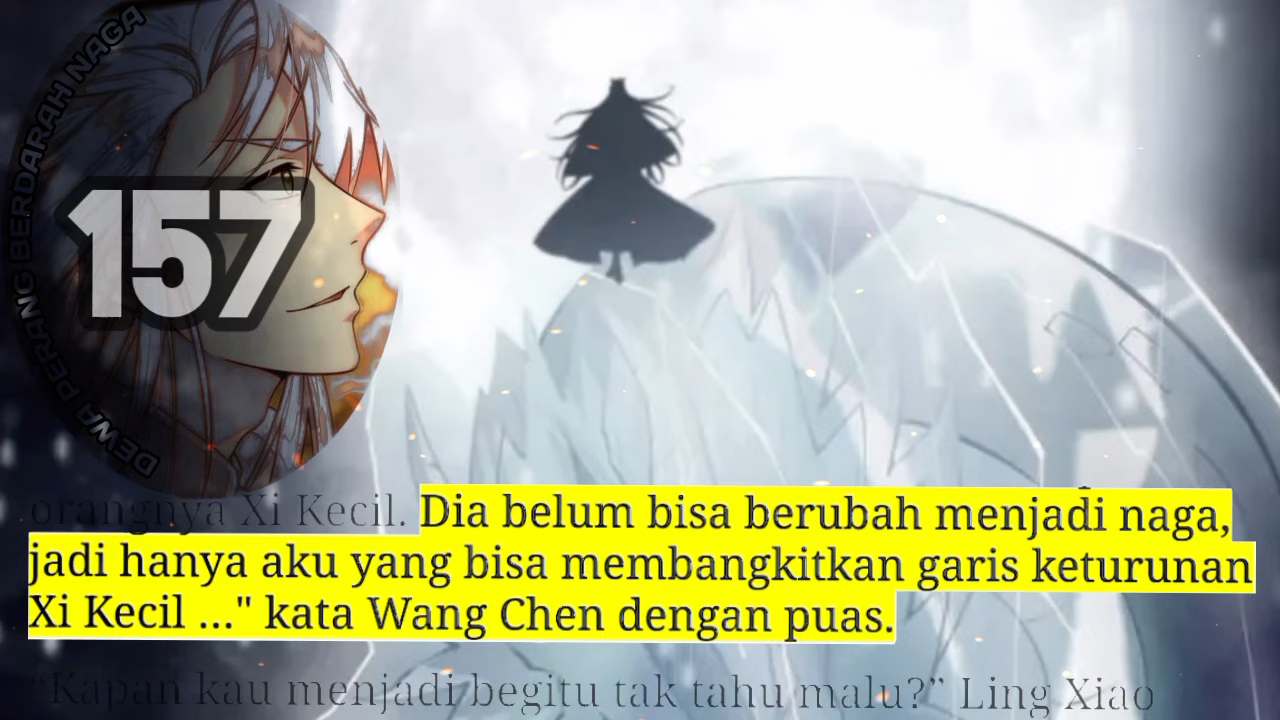 DEWA PERANG BERDARAH NAGA
157
orangnya Xi Kecil. Dia belum bisa berubah menjadi naga,
jadi hanya aku yang bisa membangkitkan garis keturunan
Xi Kecil ..." kata Wang Chen dengan puas.
“Kapan kau menjadi begitu tak tahu malu?” Ling Xiao